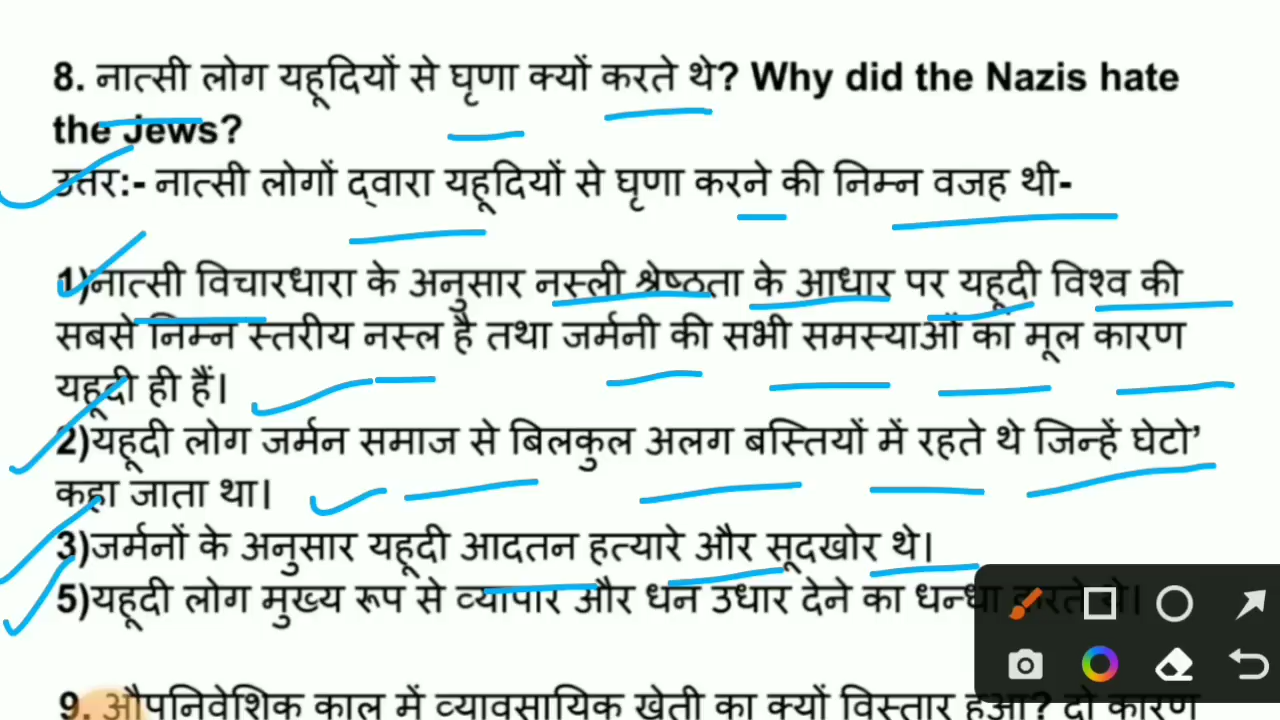 8. नात्सी लोग यहूदियों से घृणा क्यों करते थे? Why did the Nazis hate
the Jews?
उत्तर:- नात्सी लोगों द्वारा यहूदियों से घृणा करने की निम्न वजह थी-
1)नात्सी विचारधारा के अनुसार नस्ली श्रेष्ठता के आधार पर यहूदी विश्व की
सबसे निम्न स्तरीय नस्ल है तथा जर्मनी की सभी समस्याओं का मूल कारण
यहूदी ही हैं।
2)यहूदी लोग जर्मन समाज से बिलकुल अलग बस्तियों में रहते थे जिन्हें घेटो’
कहा जाता था।
3)जर्मनों के अनुसार यहूदी आदतन हत्यारे और सूदखोर थे।
5)यहूदी लोग मुख्य रूप से व्यापार और धन उधार देने का धन्धा करते थे।
9. औपनिवेशिक काल में व्यावसायिक खेती का क्यों विस्तार हुआ? दो कारण